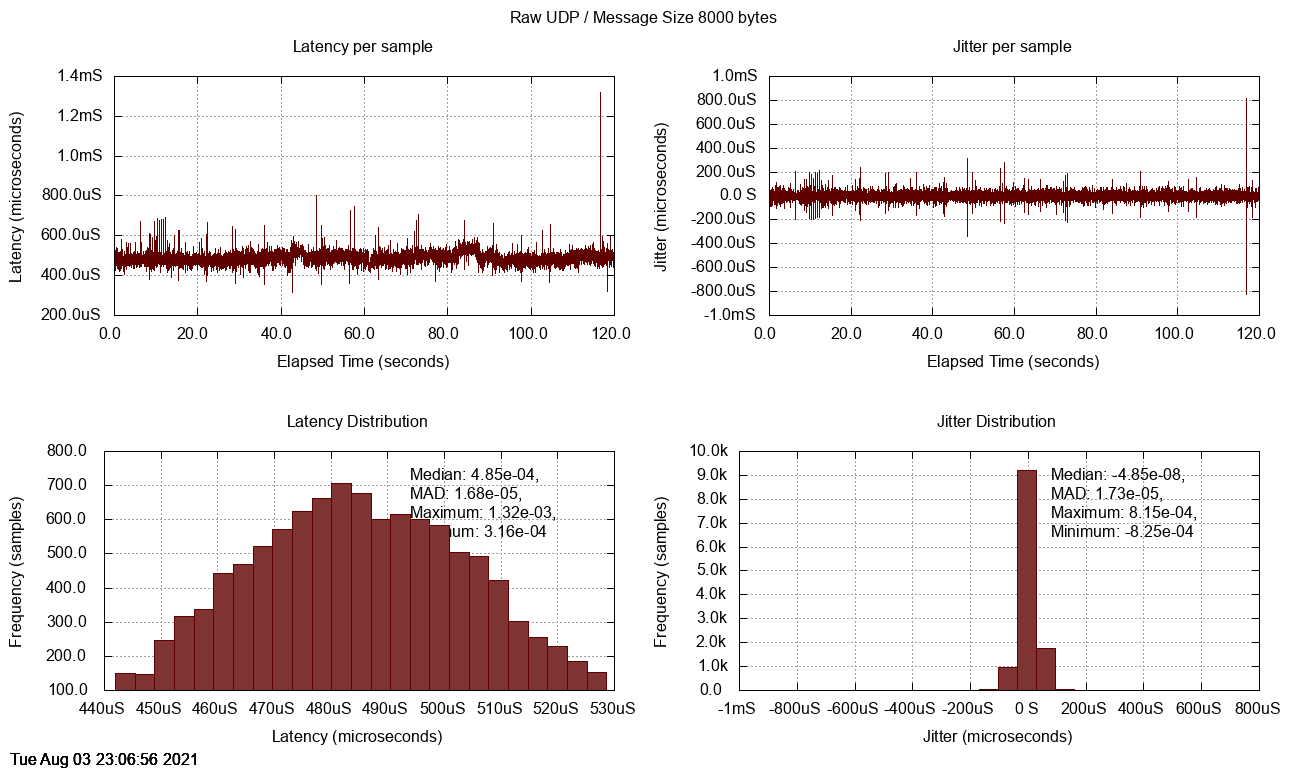 Raw UDP / Message Size 8000 bytes
Latency per sample
1.4mS
1.2mS
1.0mS
800.0uS
600.0uS
400.0uS
200.0uS
Latency (microseconds)
0.0 20.0 40.0 60.0 80.0 100.0 120.0
Elapsed Time (seconds)
Jitter per sample
1.0mS
800.0uS
600.0uS
400.0uS
200.0uS
0.0 S
-200.0uS
-400.0uS
-600.0uS
-800.0uS
-1.0mS
Jitter (microseconds)
0.0 20.0 40.0 60.0 80.0 100.0 120.0
Elapsed Time (seconds)
Latency Distribution
800.0
700.0
600.0
500.0
400.0
300.0
200.0
100.0
Frequency (samples)
Median: 4.85e-04,
MAD: 1.68e-05,
Maximum: 1.32e-03,
num: 3.16e-04
440uS 450uS 460uS 470uS 480uS 490uS 500uS 510uS 520uS 530uS
Latency (microseconds)
Jitter Distribution
10.0k
9.0k
8.0k
7.0k
6.0k
5.0k
4.0k
3.0k
2.0k
1.0k
0.0
Frequency (samples)
Median: -4.85e-08,
MAD: 1.73e-05,
Maximum: 8.15e-04,
Minimum: -8.25e-04
-1mS -800uS -600uS -400uS -200uS 0 S 200uS 400uS 600uS 800uS
Jitter (microseconds)
Tue Aug 03 23:06:56 2021